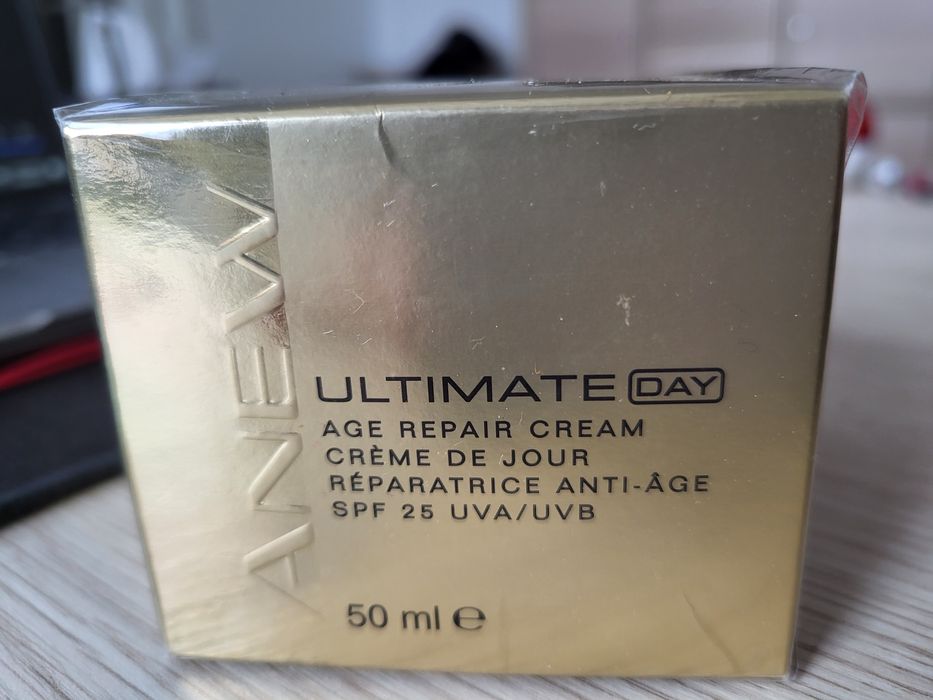 ANEW
ULTIMATE DAY
AGE REPAIR CREAM
CRÈME DE JOUR
RÉPARATRICE ANTI-ÂGE
SPF 25 UVA/UVB
50 ml ℮